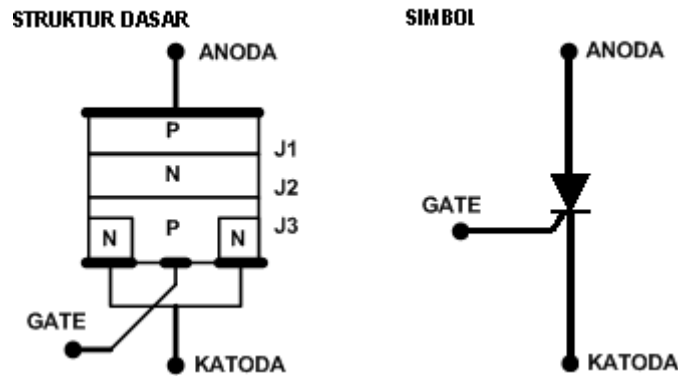 STRUKTUR DASAR
ANODA
P
J1
N
J2
P
J3
N
N
GATE
KATODA
SIMBOL
ANODA
GATE
KATODA